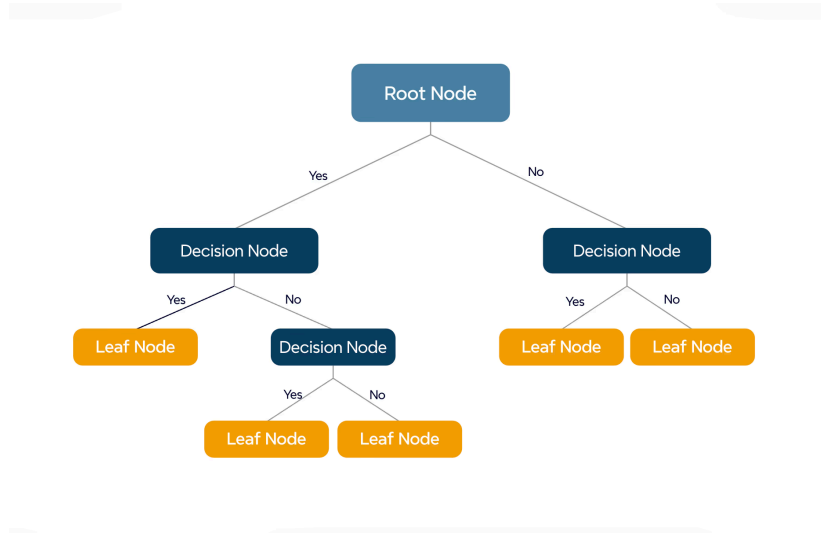 Root Node
Yes
No
Decision Node
Decision Node
Yes
No
Yes
No
Leaf Node
Decision Node
Leaf Node
Leaf Node
Yes
No
Leaf Node
Leaf Node